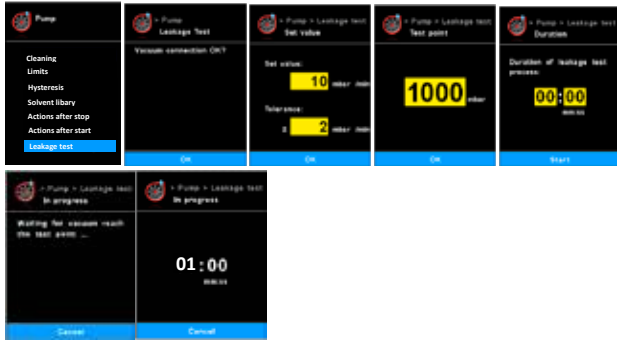 Pump
Cleaning
Limits
Hysteresis
Solvent libary
Actions after stop
Actions after start
Leakage test
> Pump
Leakage Test
Vacuum connection OK?
OK
> Pump > Leakage test
Set value
Set value:
10 mbar /min
Tolerance:
± 2 mbar /min
OK
> Pump > Leakage test
Test point
1000 mbar
OK
> Pump > Leakage test
Duration
Duration of leakage test
process:
00:00
mm:ss
Start
> Pump > Leakage test
In progress
Waiting for vacuum reach
the test point ...
Cancel
> Pump > Leakage test
In progress
01:00
mm:ss
Cancel